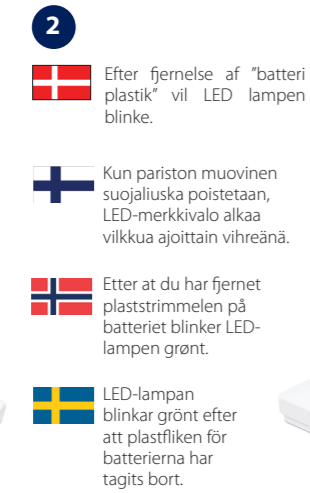 2
Efter fjernelse af "batteri
plastik" vil LED lampen
blinke.
Kun pariston muovinen
suojaliuska poistetaan,
LED-merkkivalo alkaa
vilkkua ajoittain vihreänä.
Etter at du har fjernet
plaststrimmelen på
batteriet blinker LED-
lampen grønt.
LED-lampan
blinkar grönt efter
att plastfliken för
batterierna har
tagits bort.